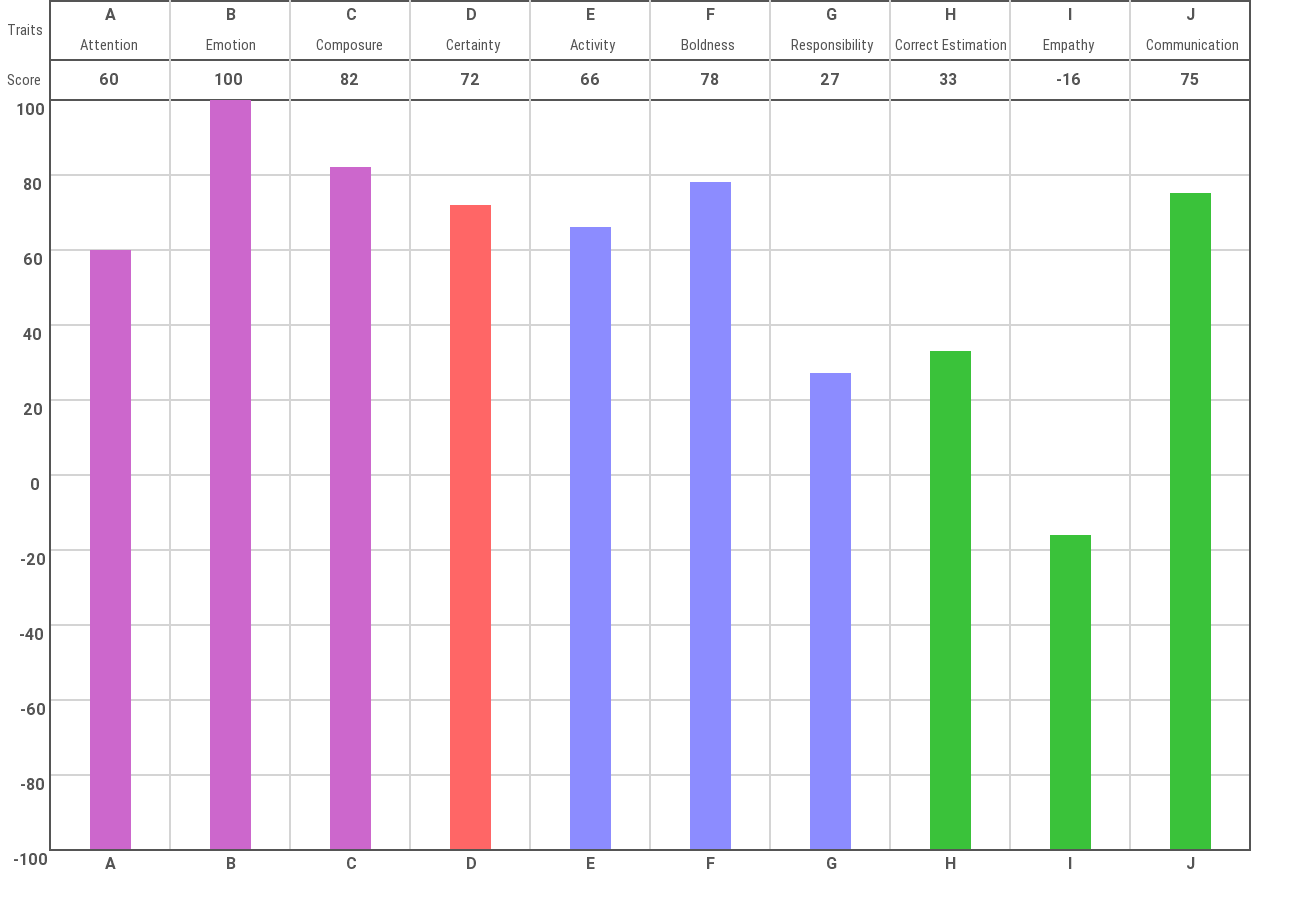 Traits
A B C D E F G H I J
Attention Emotion Composure Certainty Activity Boldness Responsibility Correct Estimation Empathy Communication
Score 60 100 82 72 66 78 27 33 -16 75
100
80
60
40
20
0
-20
-40
-60
-80
-100
A B C D E F G H I J